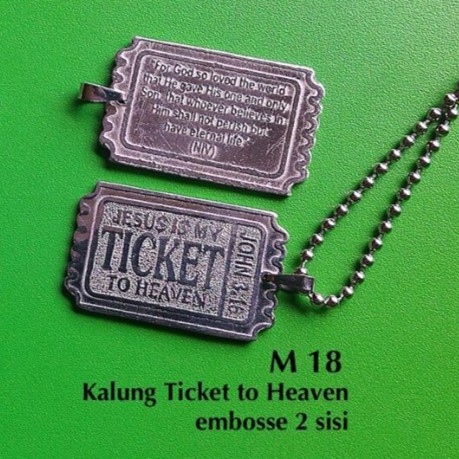 "For God so loved the world
that He gave His one and only
Son, that whoever believes in
Him shall not perish but
have eternal life."
(NIV)
JESUS IS MY
TICKET
TO HEAVEN
JOHN 3:16
M 18
Kalung Ticket to Heaven
embosse 2 sisi